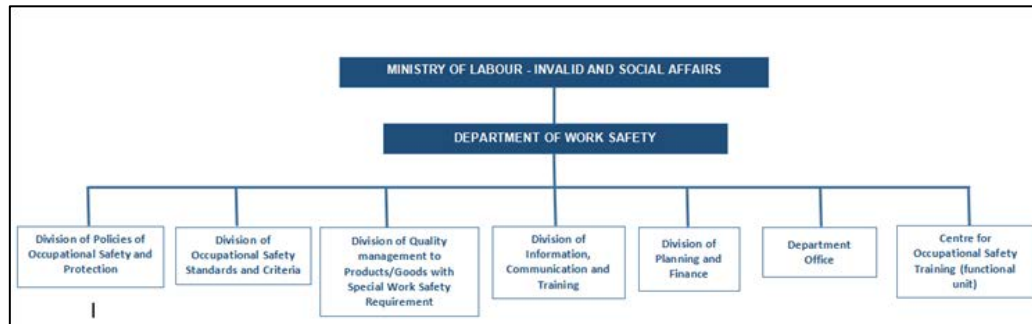 MINISTRY OF LABOUR - INVALID AND SOCIAL AFFAIRS
DEPARTMENT OF WORK SAFETY
Division of Policies of
Occupational Safety and
Protection
Division of
Occupational Safety
Standards and Criteria
Division of Quality
management to
Products/Goods with
Special Work Safety
Requirement
Division of
Information,
Communication and
Training
Division of
Planning and
Finance
Department
Office
Centre for
Occupational Safety
Training (functional
unit)